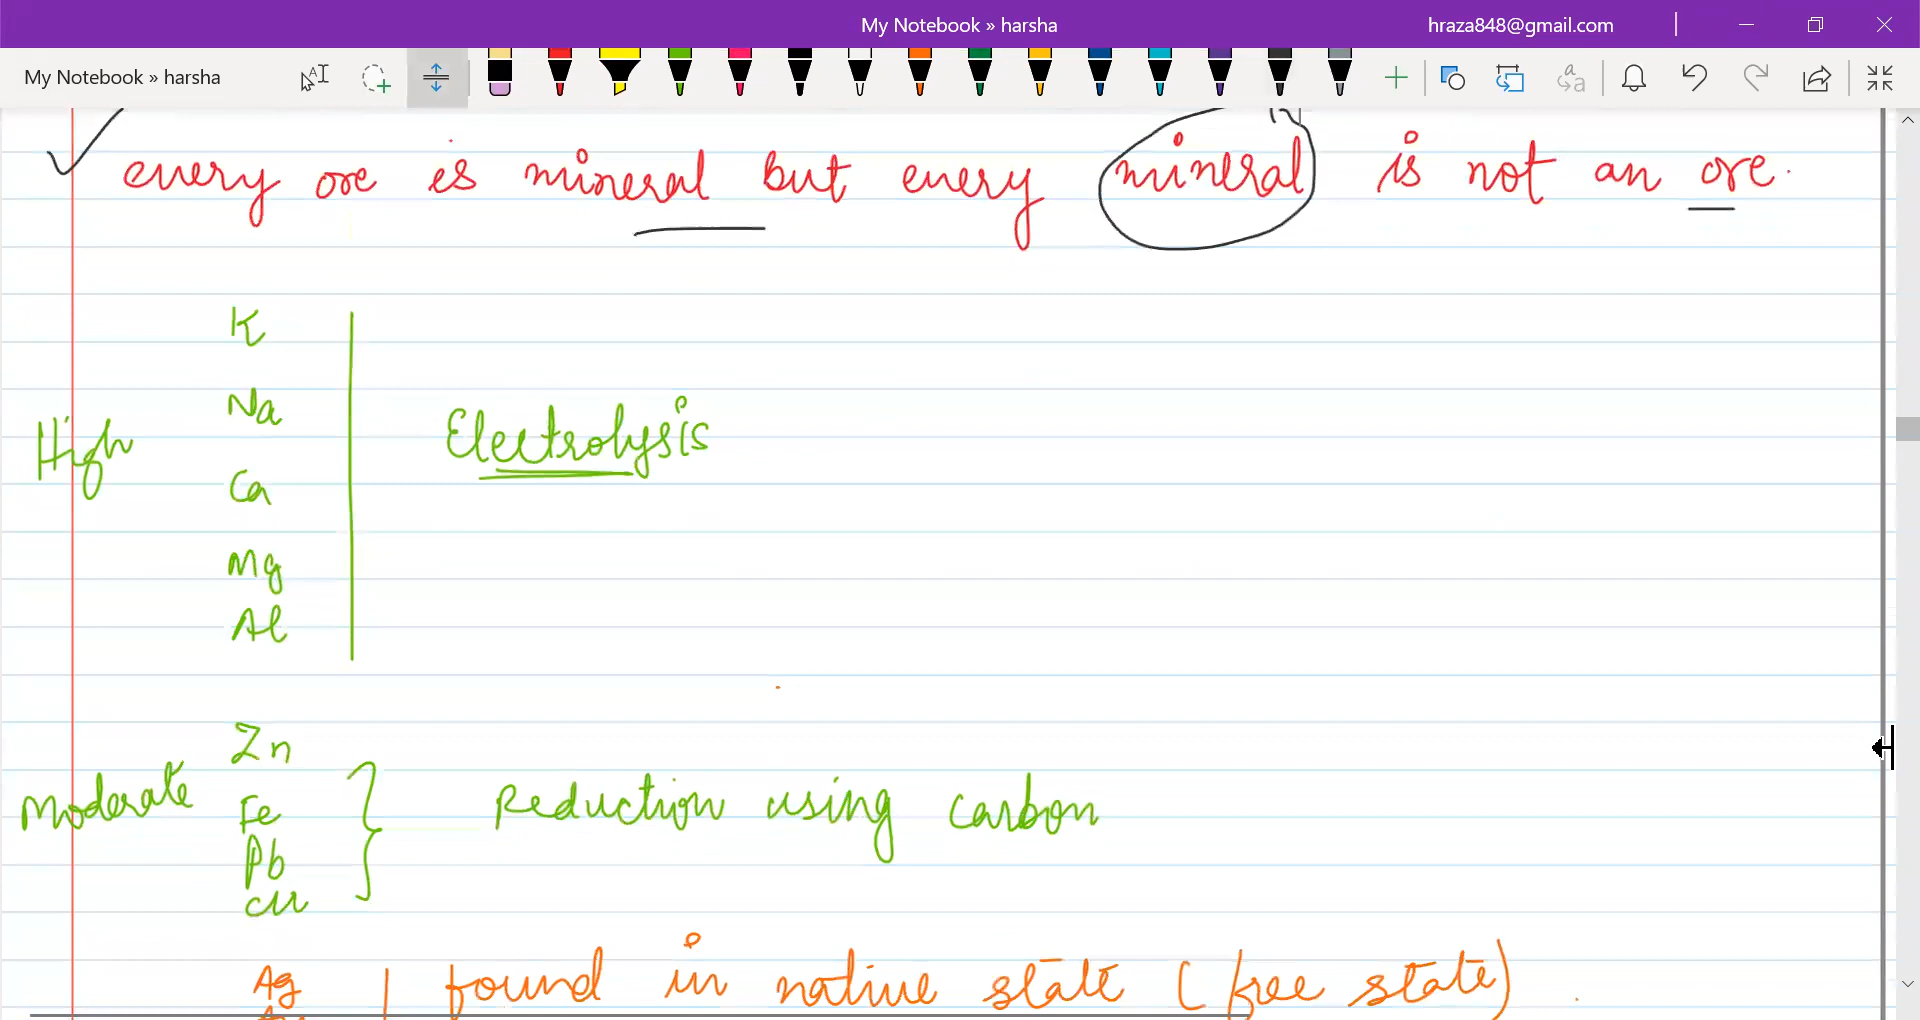 My Notebook » harsha
hraza848@gmail.com
My Notebook » harsha
every ore is mineral but every mineral is not an ore.
K
Na
High
Electrolysis
Ca
Mg
Al
Zn
Moderate
Fe
Reduction using carbon
Pb
Cu
Ag
found in native state (free state).